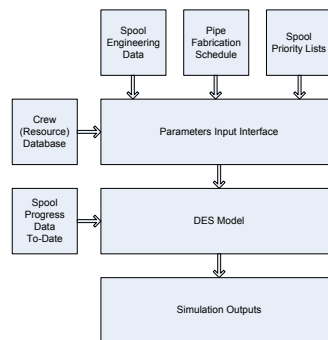 Spool
Engineering
Data
Pipe
Fabrication
Schedule
Spool
Priority Lists
Crew
(Resource)
Database
Parameters Input Interface
Spool
Progress
Data
To-Date
DES Model
Simulation Outputs